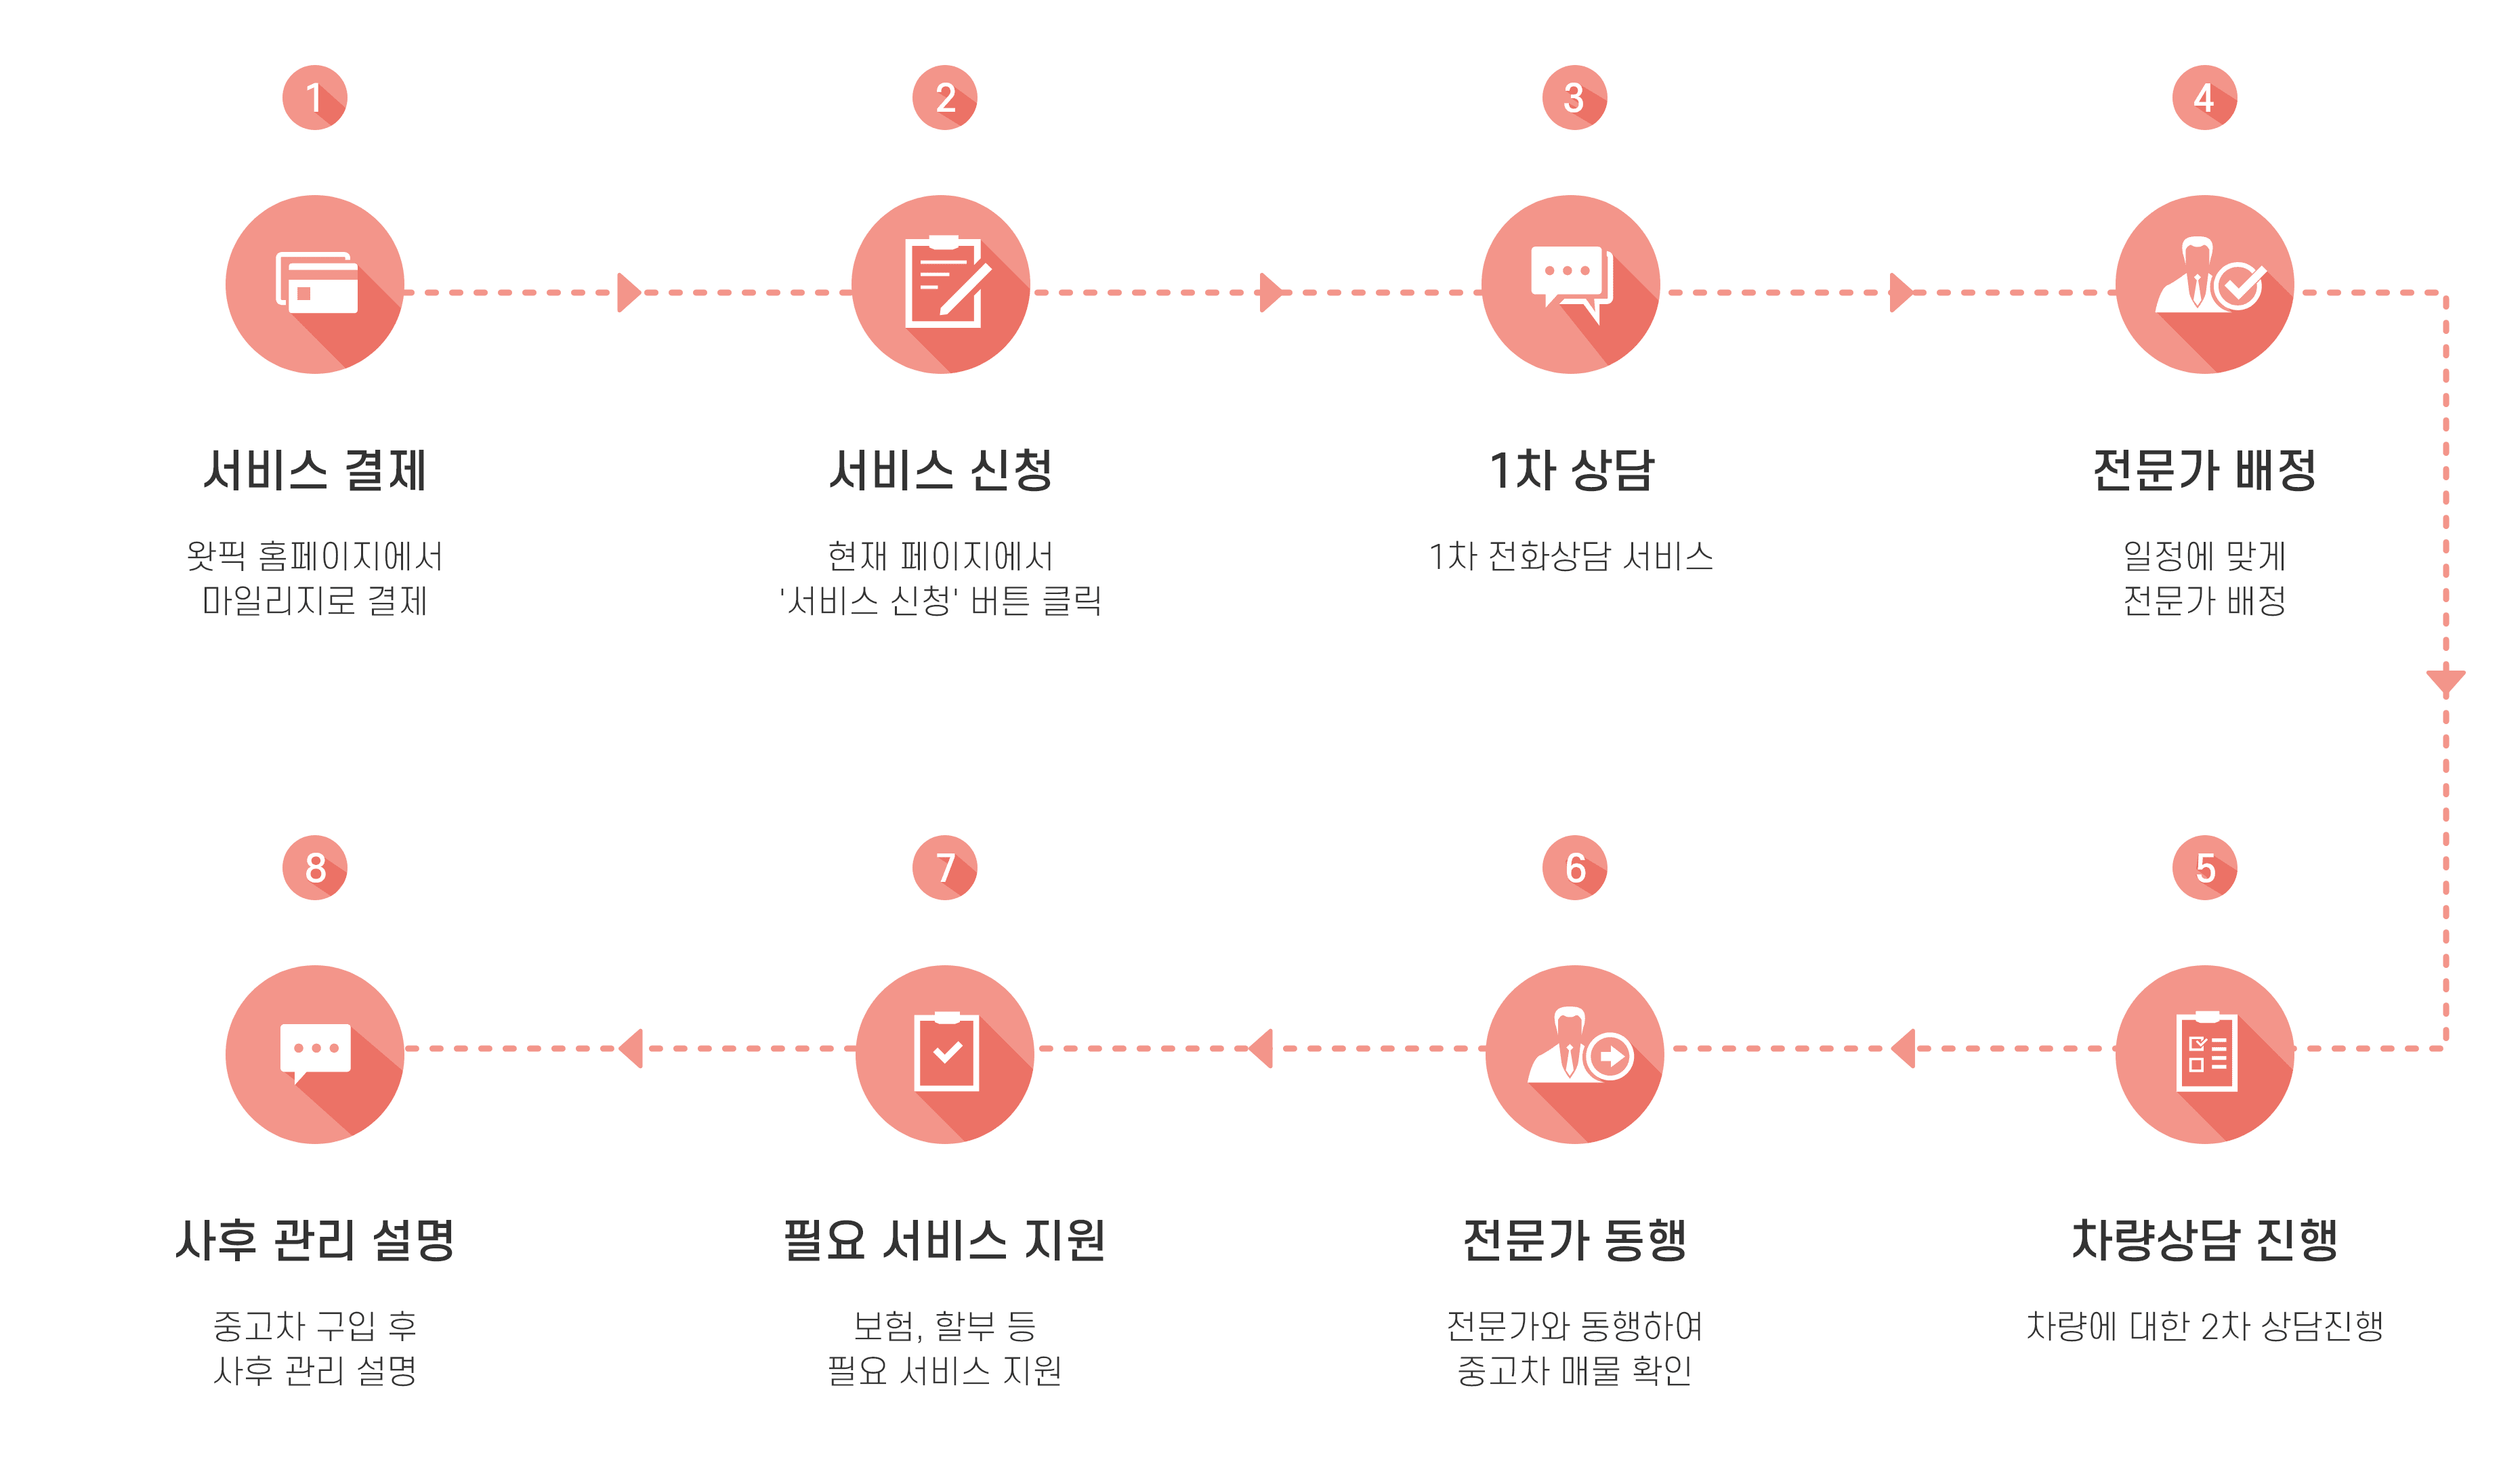 1
서비스 결제
왓픽 홈페이지에서
마일리지로 결제
2
서비스 신청
현재 페이지에서
'서비스 신청' 버튼 클릭
3
1차 상담
1차 전화상담 서비스
4
전문가 배정
일정에 맞게
전문가 배정
5
차량상담 진행
차량에 대한 2차 상담진행
6
전문가 동행
전문가와 동행하여
중고차 매물 확인
7
필요 서비스 지원
보험, 할부 등
필요 서비스 지원
8
사후 관리 설명
중고차 구입 후
사후 관리 설명